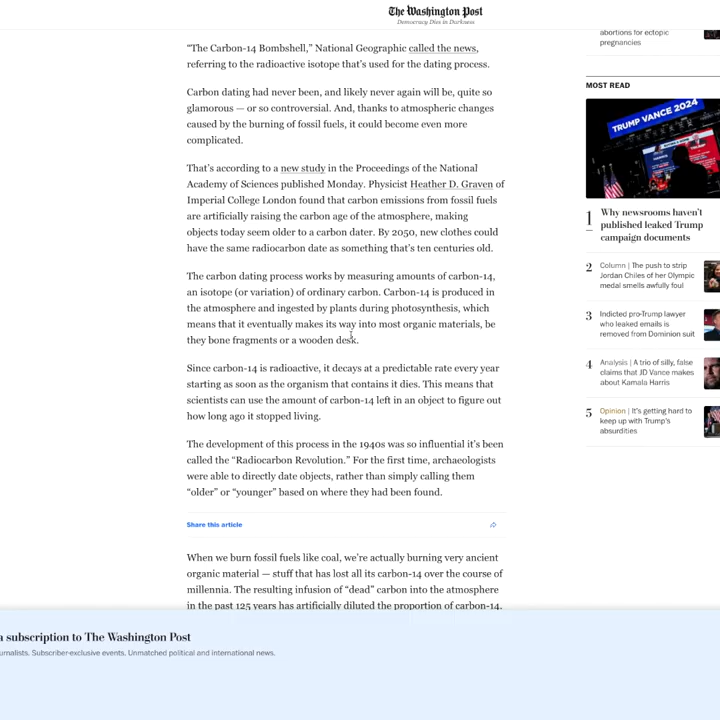 The Washington Post
Democracy Dies in Darkness
“The Carbon-14 Bombshell,” National Geographic called the news,
referring to the radioactive isotope that's used for the dating process.
Carbon dating had never been, and likely never again will be, quite so
glamorous — or so controversial. And, thanks to atmospheric changes
caused by the burning of fossil fuels, it could become even more
complicated.
That’s according to a new study in the Proceedings of the National
Academy of Sciences published Monday. Physicist Heather D. Graven of
Imperial College London found that carbon emissions from fossil fuels
are artificially raising the carbon age of the atmosphere, making
objects today seem older to a carbon dater. By 2050, new clothes could
have the same radiocarbon date as something that’s ten centuries old.
The carbon dating process works by measuring amounts of carbon-14,
an isotope (or variation) of ordinary carbon. Carbon-14 is produced in
the atmosphere and ingested by plants during photosynthesis, which
means that it eventually makes its way into most organic materials, be
they bone fragments or a wooden desk.
Since carbon-14 is radioactive, it decays at a predictable rate every year
starting as soon as the organism that contains it dies. This means that
scientists can use the amount of carbon-14 left in an object to figure out
how long ago it stopped living.
The development of this process in the 1940s was so influential it’s been
called the “Radiocarbon Revolution.” For the first time, archaeologists
were able to directly date objects, rather than simply calling them
“older” or “younger” based on where they had been found.
Share this article
When we burn fossil fuels like coal, we’re actually burning very ancient
organic material — stuff that has lost all its carbon-14 over the course of
millennia. The resulting infusion of “dead” carbon into the atmosphere
in the past 125 years has artificially diluted the proportion of carbon-14,
abortions for ectopic
pregnancies
MOST READ
TRUMP VANCE 2024
1
Why newsrooms haven’t
published leaked Trump
campaign documents
2
Column | The push to strip
Jordan Chiles of her Olympic
medal smells awfully foul
3
Indicted pro-Trump lawyer
who leaked emails is
removed from Dominion suit
4
Analysis | A trio of silly, false
claims that JD Vance makes
about Kamala Harris
5
Opinion | It’s getting hard to
keep up with Trump’s
absurdities
a subscription to The Washington Post
urnalists. Subscriber-exclusive events. Unmatched political and international news.